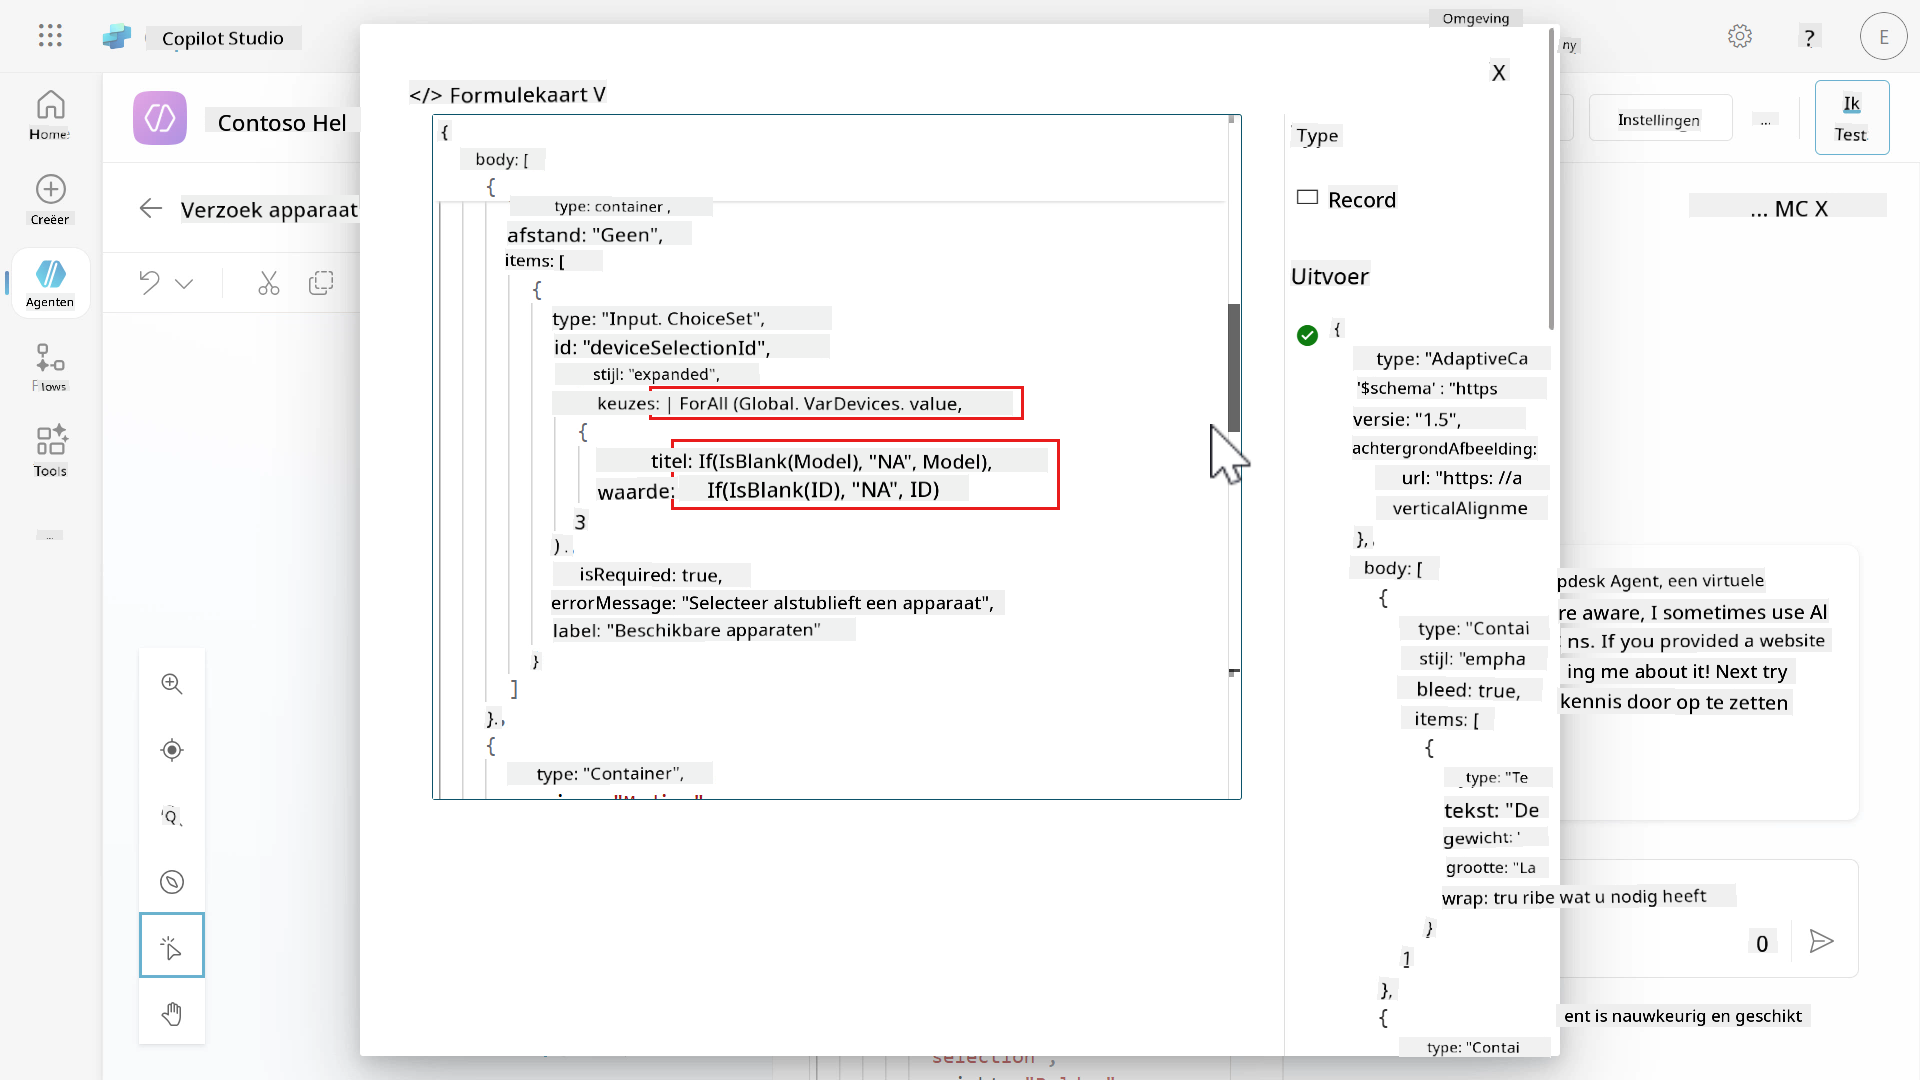 Omgeving
Copilot Studio
ny
?
E
X
</> Formulekaart V
Home
Contoso Hel
Instellingen
...
Ik
Test
{
Type
body: [
{
Creëer
Verzoek apparaat
Record
... MC X
type: container ,
afstand: "Geen",
items: [
Uitvoer
Agenten
{
type: "Input. ChoiceSet",
{
id: "deviceSelectionId",
type: "AdaptiveCa
stijl: "expanded",
'$schema' : "https
Flows
keuzes: | ForAll (Global. VarDevices. value,
versie: "1.5",
{
achtergrondAfbeelding:
titel: If(IsBlank(Model), "NA", Model),
url: "https: //a
Tools
waarde: If(IsBlank(ID), "NA", ID)
verticalAlignme
3
...
) .
},
isRequired: true,
body: [
pdesk Agent, een virtuele
errorMessage: "Selecteer alstublieft een apparaat",
{
re aware, I sometimes use Al
label: "Beschikbare apparaten"
type: "Contai
ns. If you provided a website
}
stijl: "empha
ing me about it! Next try
]
bleed: true,
kennis door op te zetten
},
items: [
{
{
type: "Container",
type: "Te
tekst: "De
gewicht: '
grootte: "La
wrap: tru ribe wat u nodig heeft
}
0
1
},
{
ent is nauwkeurig en geschikt
type: "Contai
selection",